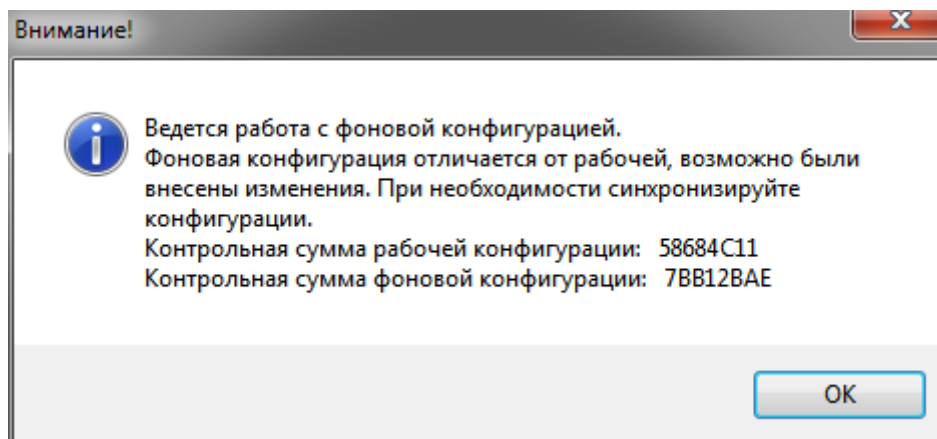 Внимание!
Ведется работа с фоновой конфигурацией.
Фоновая конфигурация отличается от рабочей, возможно были
внесены изменения. При необходимости синхронизируйте
конфигурации.
Контрольная сумма рабочей конфигурации: 58684C11
Контрольная сумма фоновой конфигурации: 7BB12BAE
OK